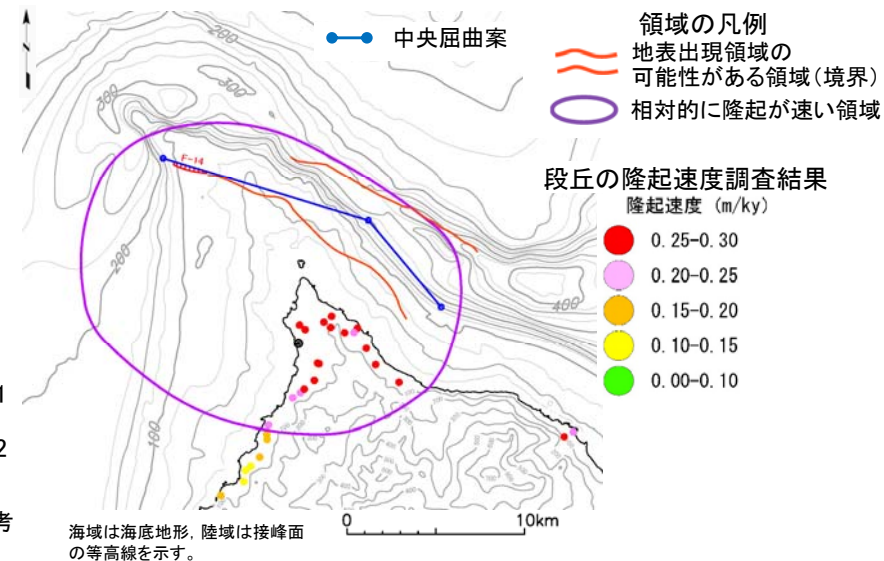 中央屈曲案
領域の凡例
地表出現領域の
可能性がある領域(境界)
相対的に隆起が速い領域
段丘の隆起速度調査結果
隆起速度 (m/ky)
0.25-0.30
0.20-0.25
0.15-0.20
0.10-0.15
0.00-0.10
200
300
300
F-14
200
400
100
1
2
考
0
10km
海域は海底地形,陸域は接峰面
の等高線を示す。